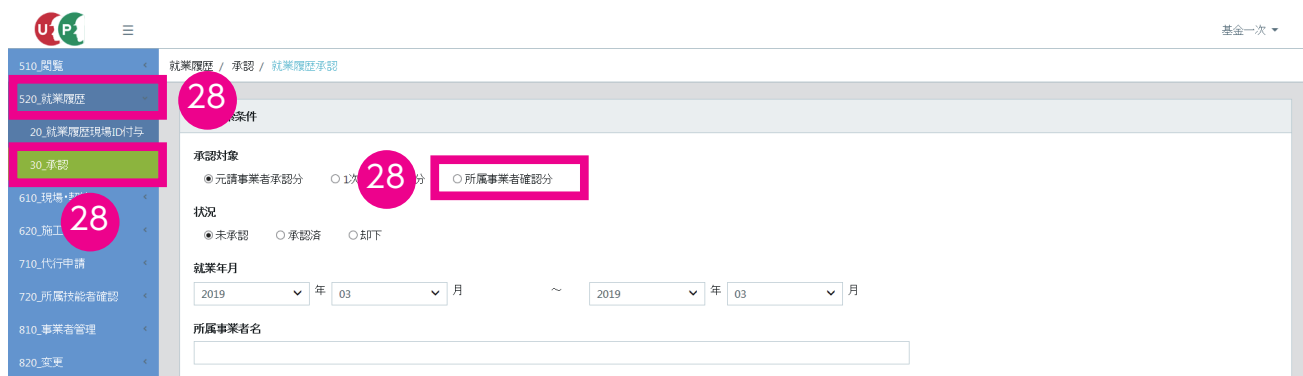 UP
基金一次
510_閲覧
就業履歴 / 承認 / 就業履歴承認
520_就業履歴
28
条件
20_就業履歴現場ID付与
承認対象
30_承認
元請事業者承認分
1次
28
分
所属事業者確認分
610_現場・
28
状況
620_施工
未承認
承認済
却下
710_代行申請
就業年月
720_所属技能者確認
2019 年 03 月 ～ 2019 年 03 月
810_事業者管理
所属事業者名
820_変更